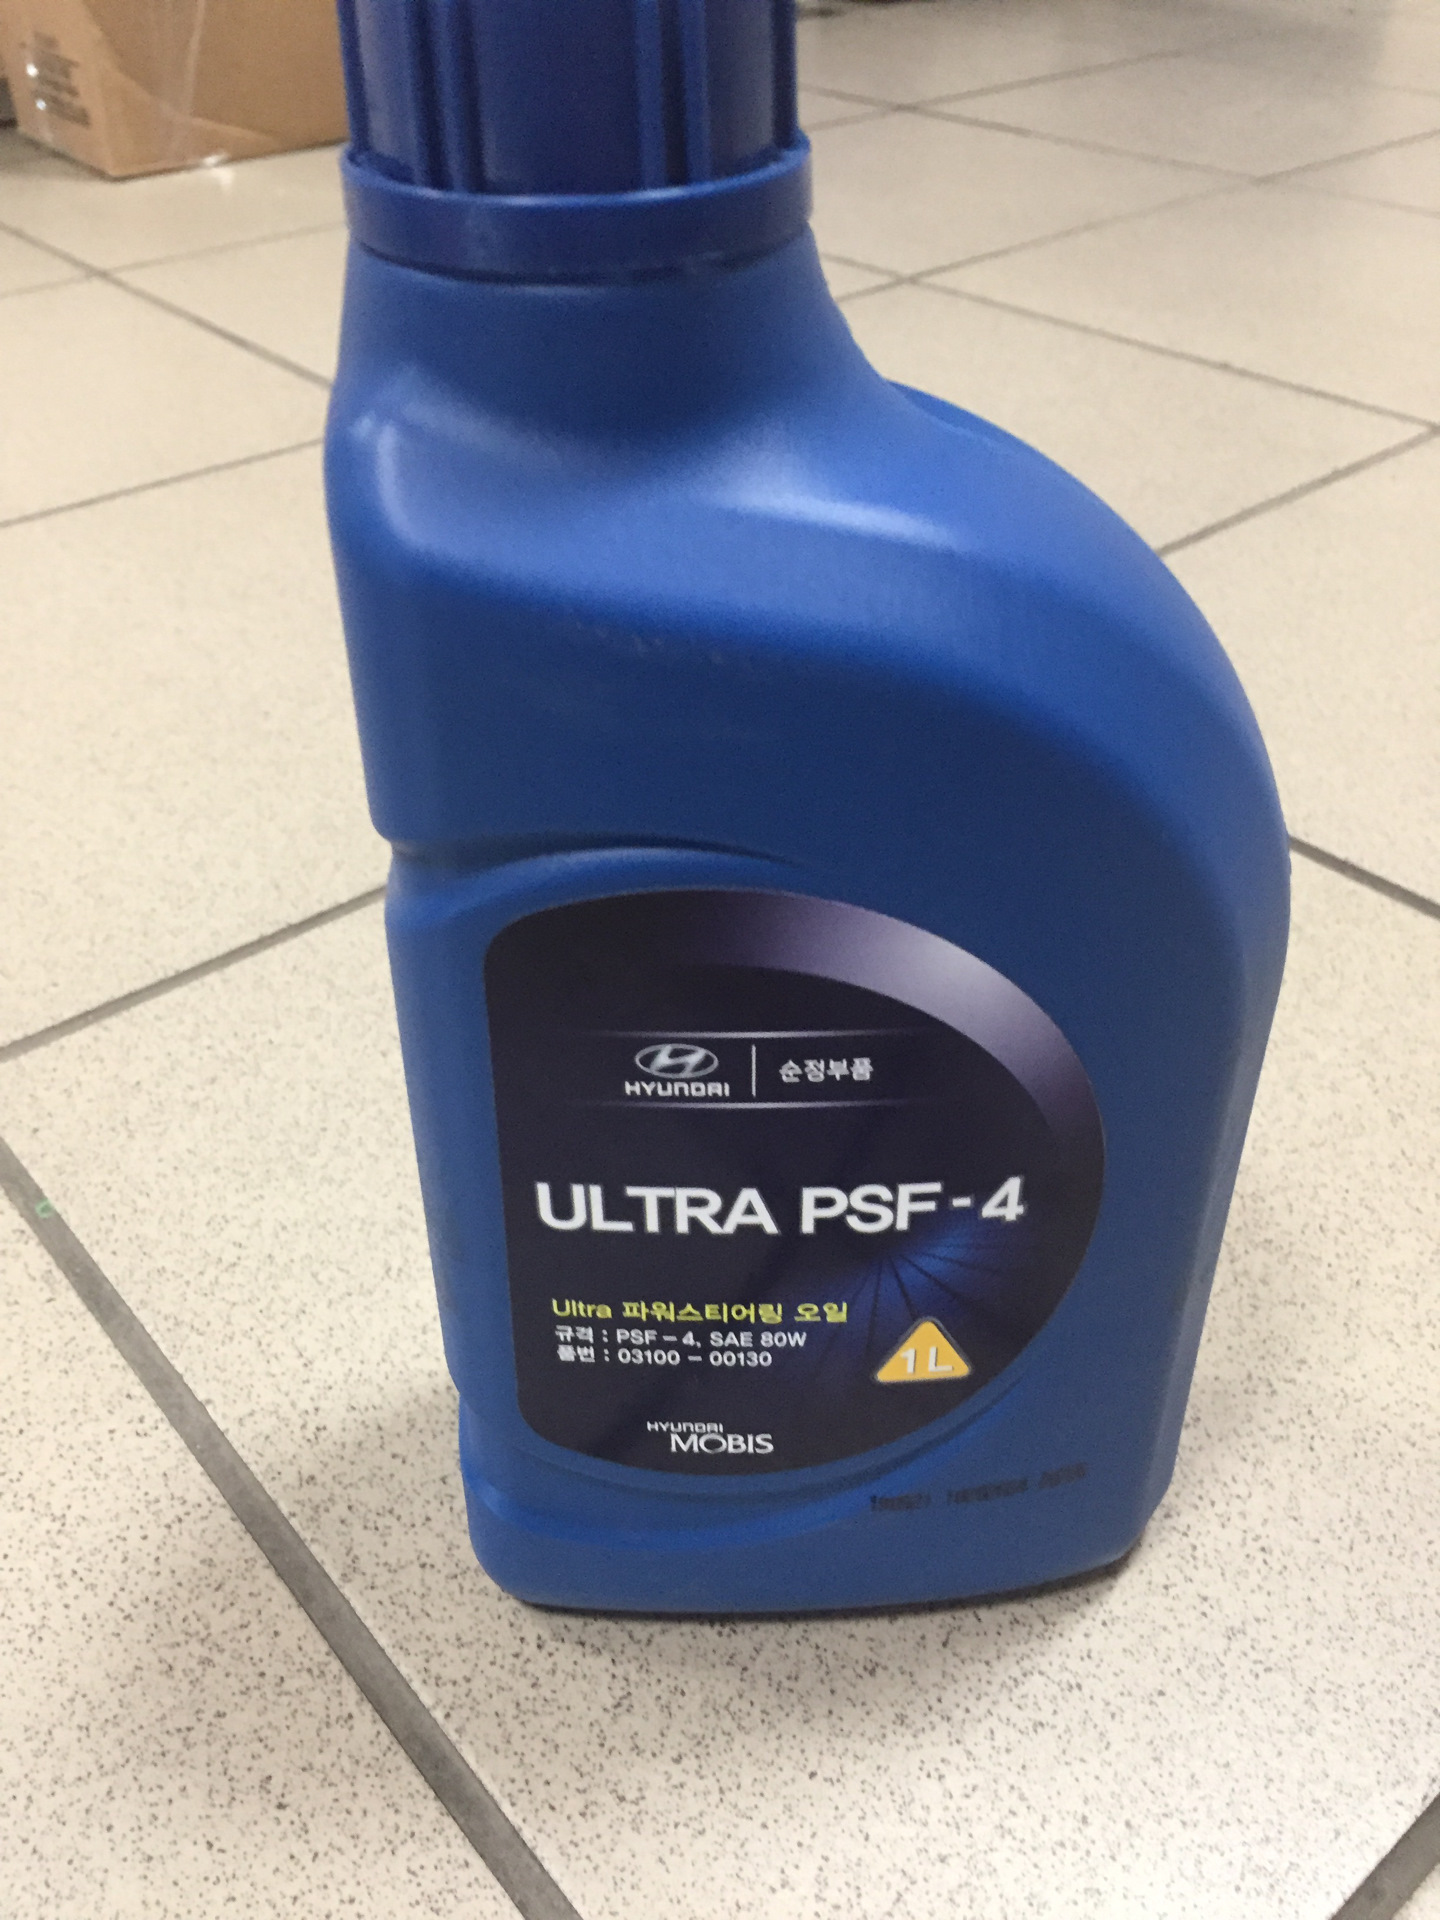 HYUNDAI 순정부품
ULTRA PSF-4
Ultra 파워스티어링 오일
규격 : PSF - 4, SAE 80W
품번 : 03100 - 00130
1L
HYUNDAI
MOBIS